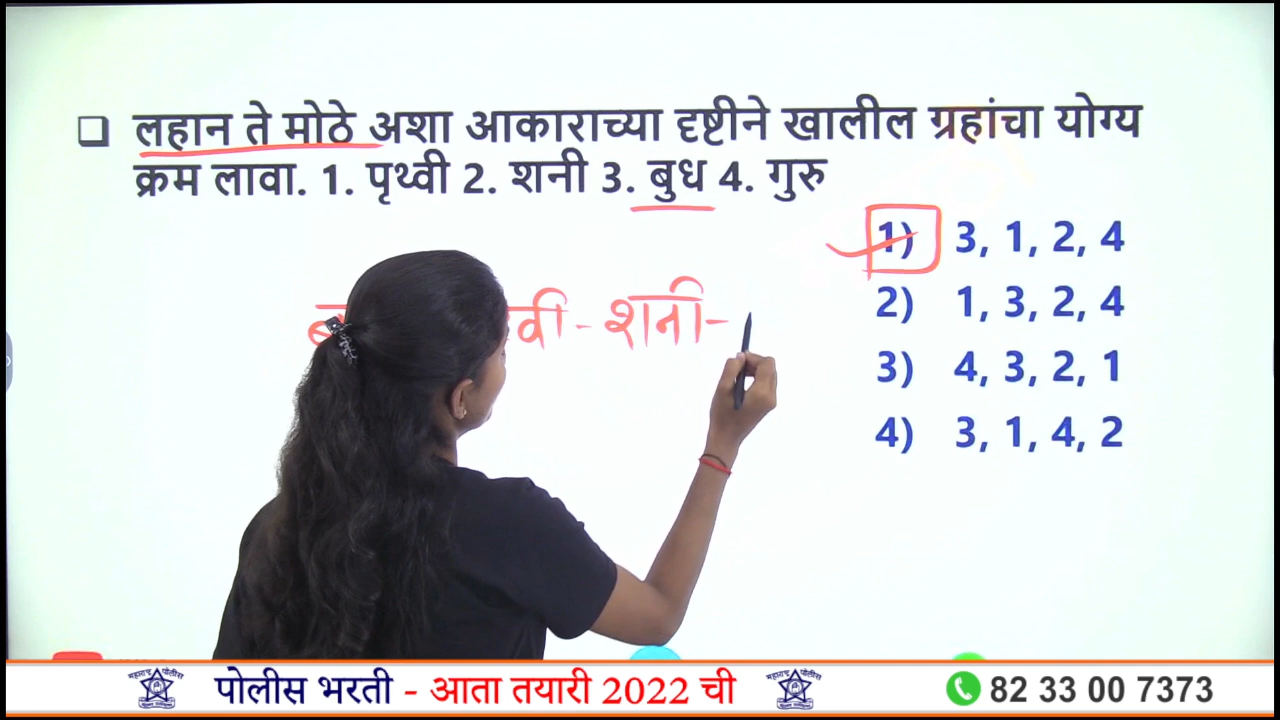 लहान ते मोठे अशा आकाराच्या दृष्टीने खालील ग्रहांचा योग्य
क्रम लावा. 1. पृथ्वी 2. शनी 3. बुध 4. गुरु
1) 3, 1, 2, 4
2) 1, 3, 2, 4
3) 4, 3, 2, 1
4) 3, 1, 4, 2
- शनी -
पोलीस भरती - आता तयारी 2022 ची
82 33 00 7373